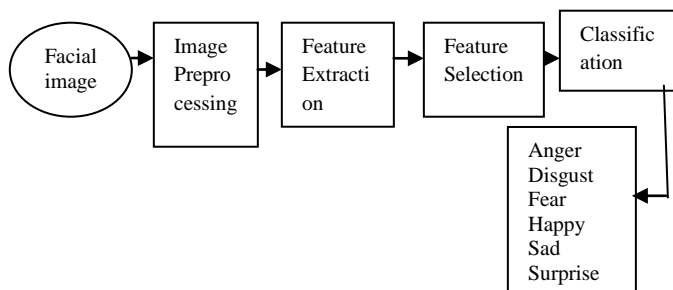 Facial
image
Image
Prepro
cessing
Feature
Extracti
on
Feature
Selection
Classific
ation
Anger
Disgust
Fear
Happy
Sad
Surprise